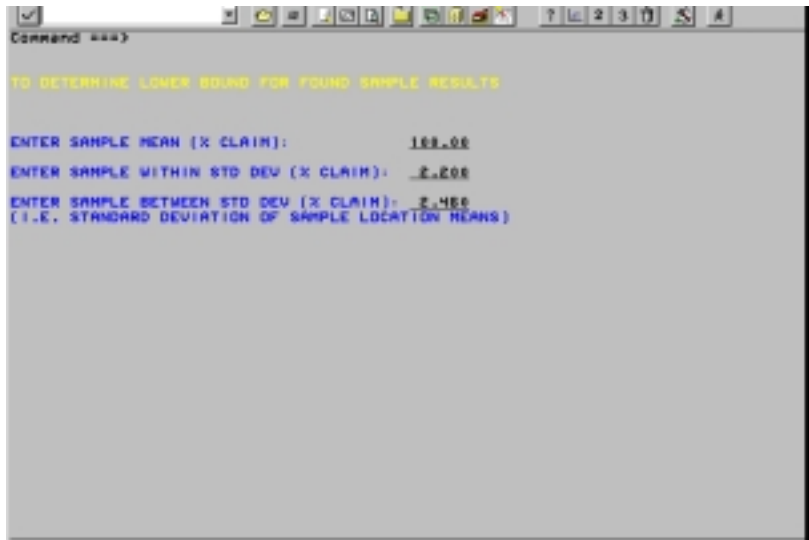 Command ===>
TO DETERMINE LOWER BOUND FOR FOUND SAMPLE RESULTS
ENTER SAMPLE MEAN (% CLAIM): 100.00
ENTER SAMPLE WITHIN STD DEV (% CLAIM): 2.200
ENTER SAMPLE BETWEEN STD DEV (% CLAIM): 2.460
(I.E. STANDARD DEVIATION OF SAMPLE LOCATION MEANS)